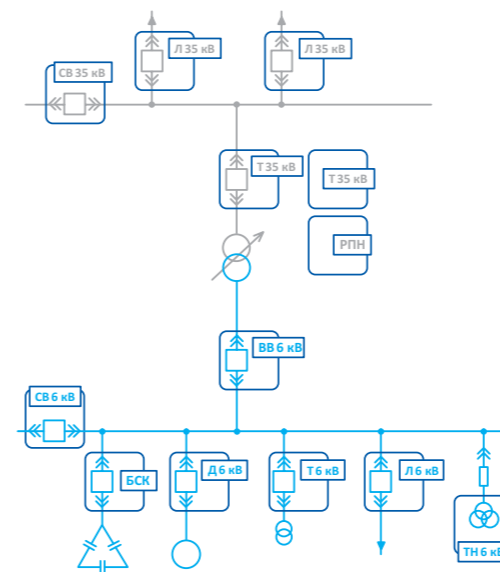 Л 35 кВ
Л 35 кВ
СВ 35 кВ
Т 35 кВ
Т 35 кВ
РПН
ВВ 6 кВ
СВ 6 кВ
БСК
Д 6 кВ
Т 6 кВ
Л 6 кВ
ТН 6 кВ